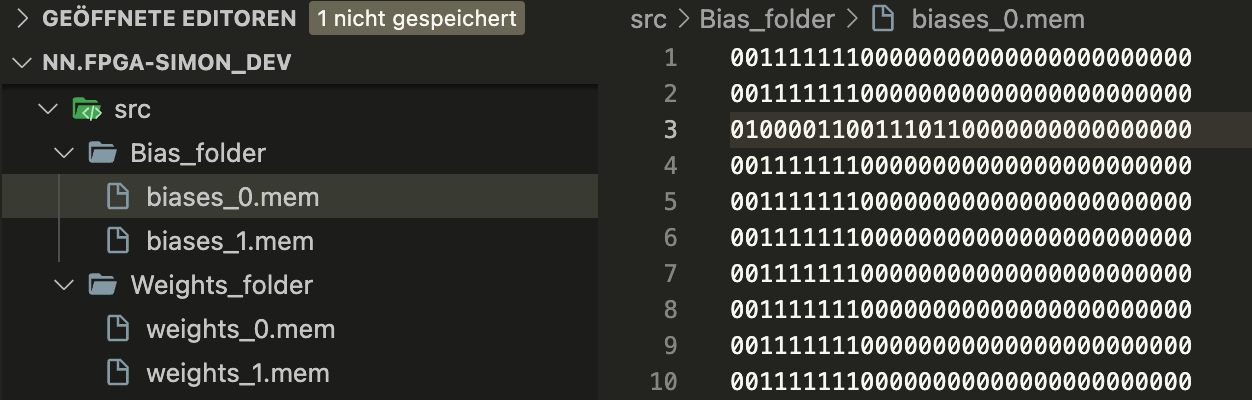 GEÖFFNETE EDITOREN 1 nicht gespeichert
NN.FPGA-SIMON_DEV
src
Bias_folder
biases_0.mem
biases_1.mem
Weights_folder
weights_0.mem
weights_1.mem
src > Bias_folder > biases_0.mem
1 00111111100000000000000000000000
2 00111111100000000000000000000000
3 01000011001110110000000000000000
4 00111111100000000000000000000000
5 00111111100000000000000000000000
6 00111111100000000000000000000000
7 00111111100000000000000000000000
8 00111111100000000000000000000000
9 00111111100000000000000000000000
10 00111111100000000000000000000000